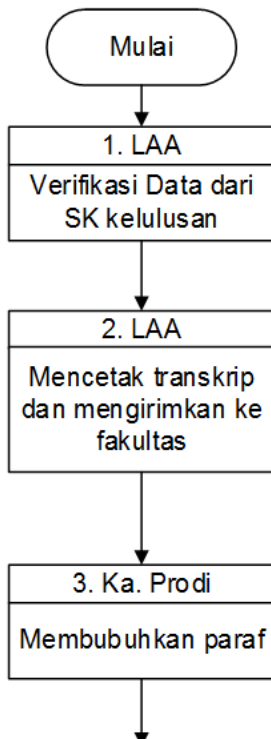 Mulai
1. LAA
Verifikasi Data dari
SK kelulusan
2. LAA
Mencetak transkrip
dan mengirimkan ke
fakultas
3. Ka. Prodi
Membubuhkan paraf